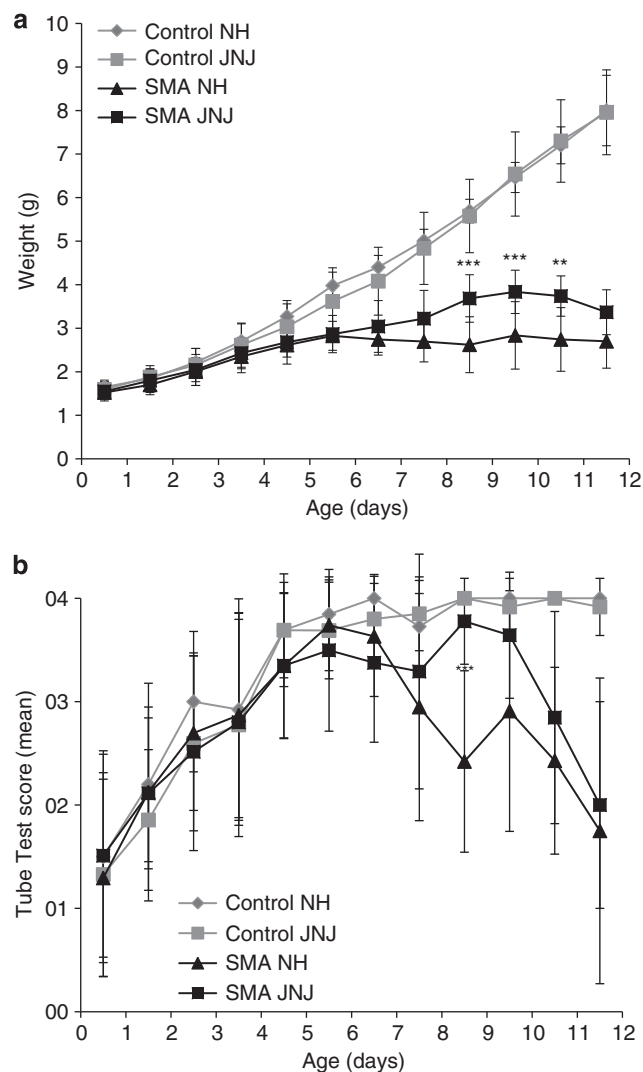 a
10
9
8
7
6
5
4
3
2
1
0
Weight (g)
Control NH
Control JNJ
SMA NH
SMA JNJ
*** *** **
0 1 2 3 4 5 6 7 8 9 10 11 12
Age (days)
b
04
03
02
01
00
Tube Test score (mean)
***
Control NH
Control JNJ
SMA NH
SMA JNJ
0 1 2 3 4 5 6 7 8 9 10 11 12
Age (days)